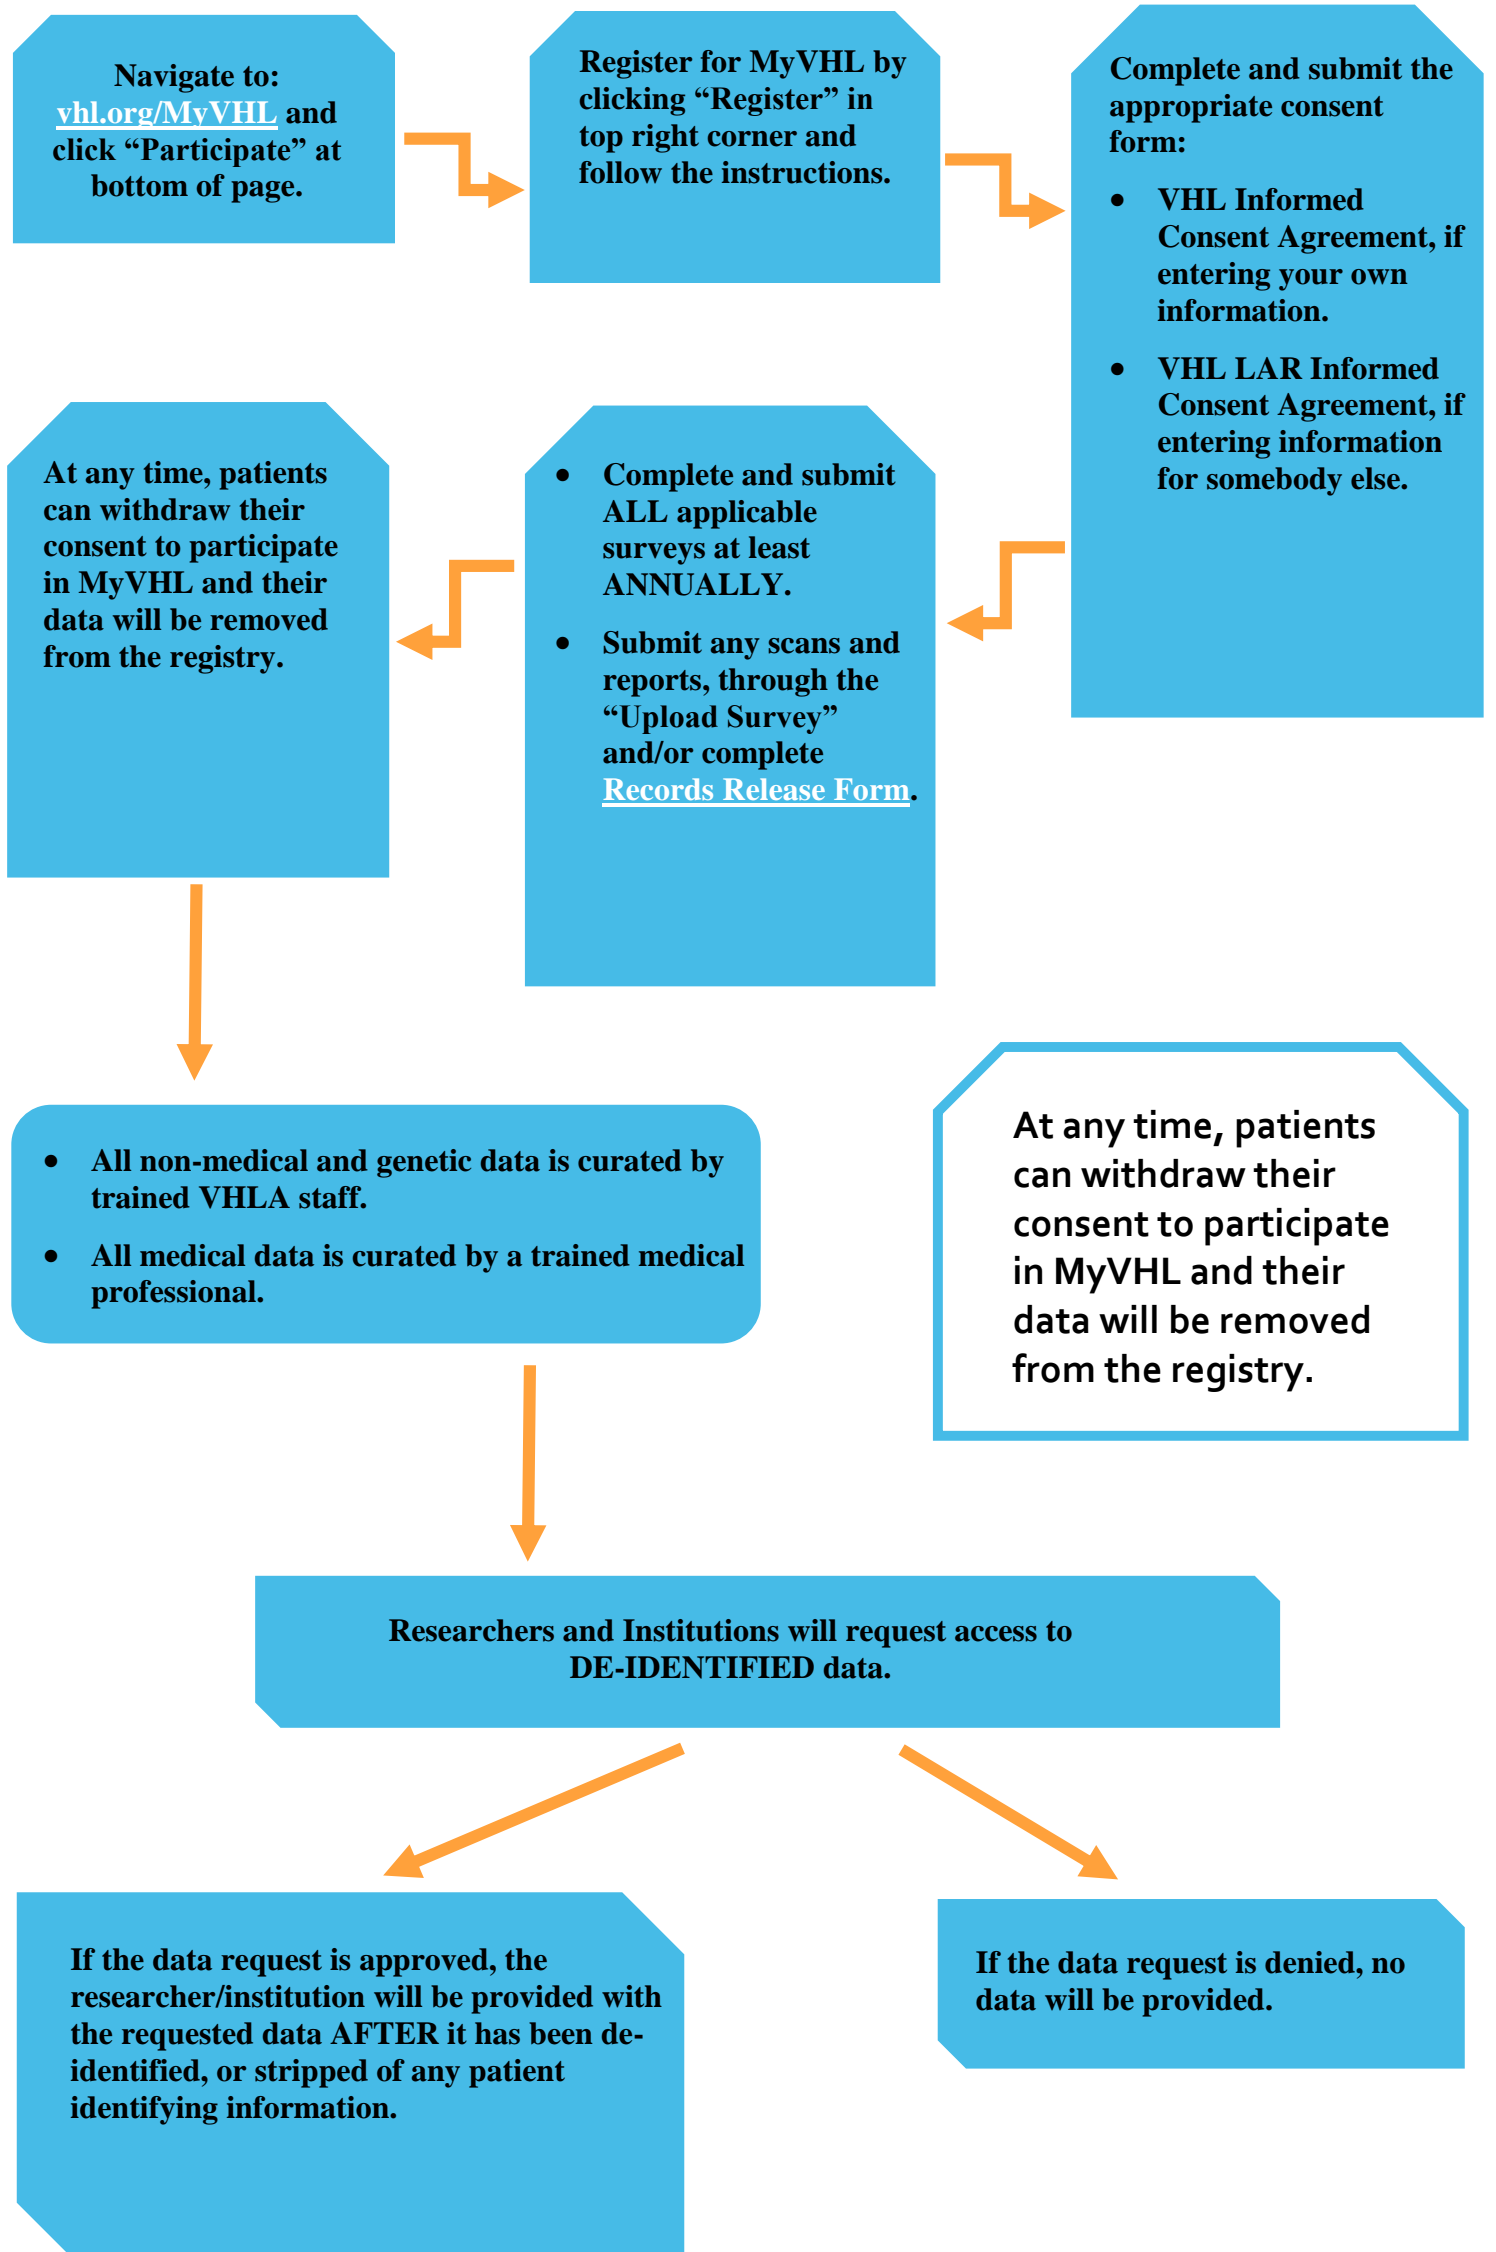 Navigate to:
vhl.org/MyVHL and
click “Participate” at
bottom of page.
Register for MyVHL by
clicking “Register” in
top right corner and
follow the instructions.
Complete and submit the
appropriate consent
form:
• VHL Informed
Consent Agreement, if
entering your own
information.
• VHL LAR Informed
Consent Agreement, if
entering information
for somebody else.
• Complete and submit
ALL applicable
surveys at least
ANNUALLY.
• Submit any scans and
reports, through the
“Upload Survey”
and/or complete
Records Release Form.
At any time, patients
can withdraw their
consent to participate
in MyVHL and their
data will be removed
from the registry.
• All non-medical and genetic data is curated by
trained VHLA staff.
• All medical data is curated by a trained medical
professional.
At any time, patients
can withdraw their
consent to participate
in MyVHL and their
data will be removed
from the registry.
Researchers and Institutions will request access to
DE-IDENTIFIED data.
If the data request is approved, the
researcher/institution will be provided with
the requested data AFTER it has been de-
identified, or stripped of any patient
identifying information.
If the data request is denied, no
data will be provided.